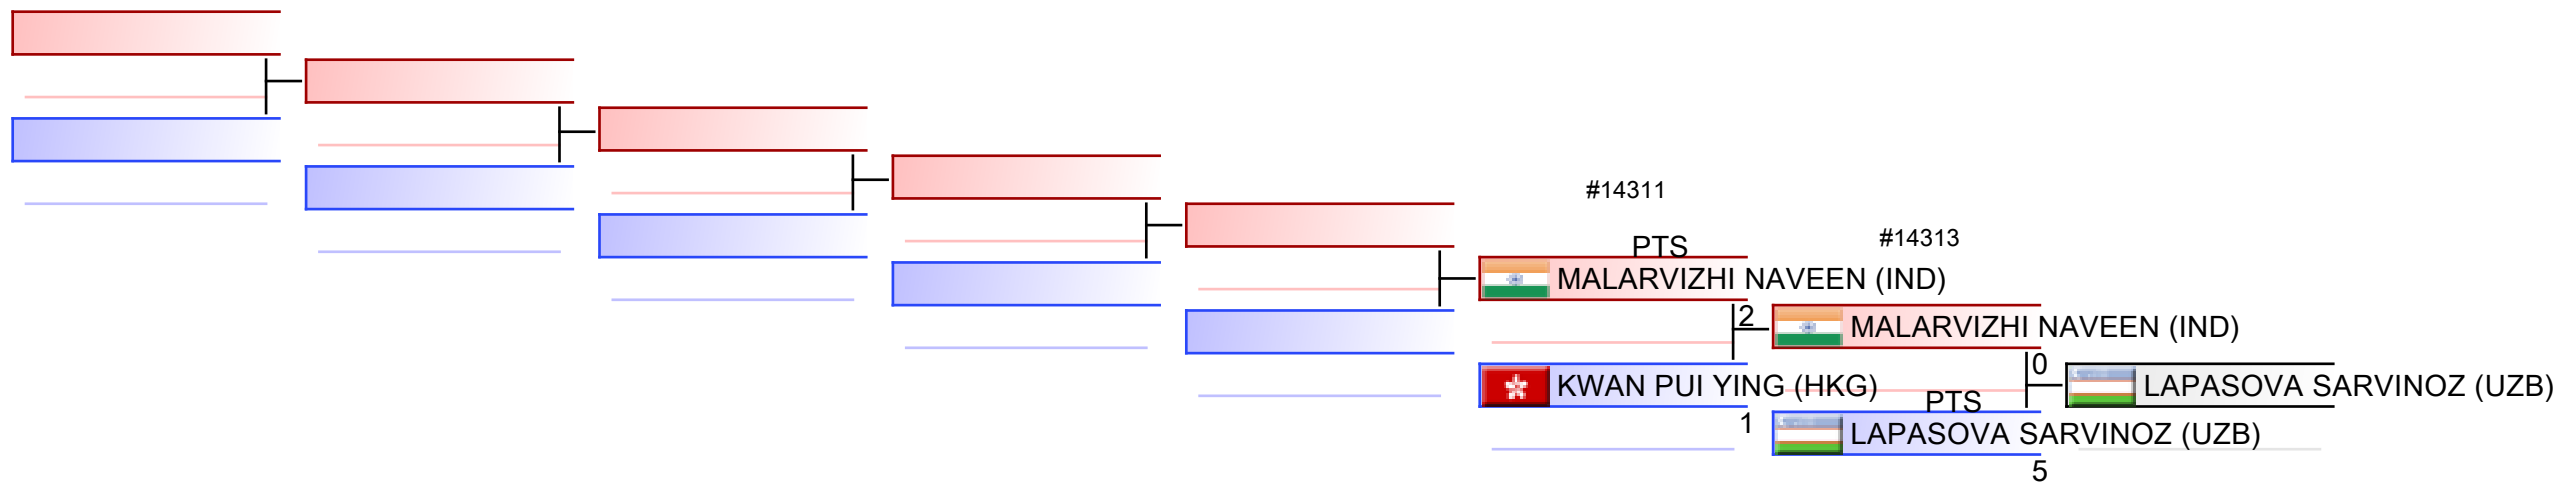 #14311
#14313
PTS
MALARVIZHI NAVEEN (IND)
2
MALARVIZHI NAVEEN (IND)
0
KWAN PUI YING (HKG)
LAPASOVA SARVINOZ (UZB)
PTS
1
LAPASOVA SARVINOZ (UZB)
5